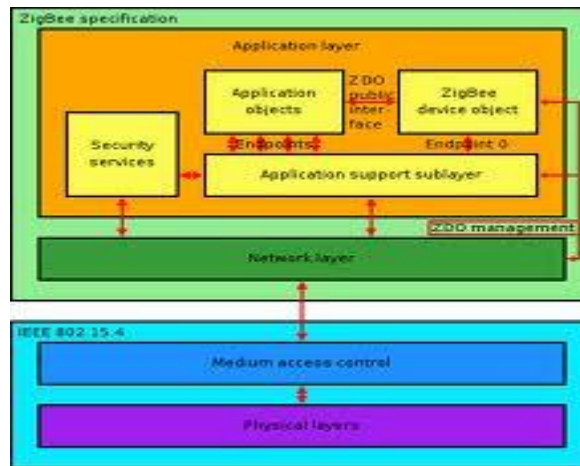 ZigBee specification
Application layer
Application
objects
ZDO
public
inter-
face
ZigBee
device object
Security
services
Endpoints
Endpoint 0
Application support sublayer
ZDO management
Network layer
IEEE 802.15.4
Medium access control
Physical layers